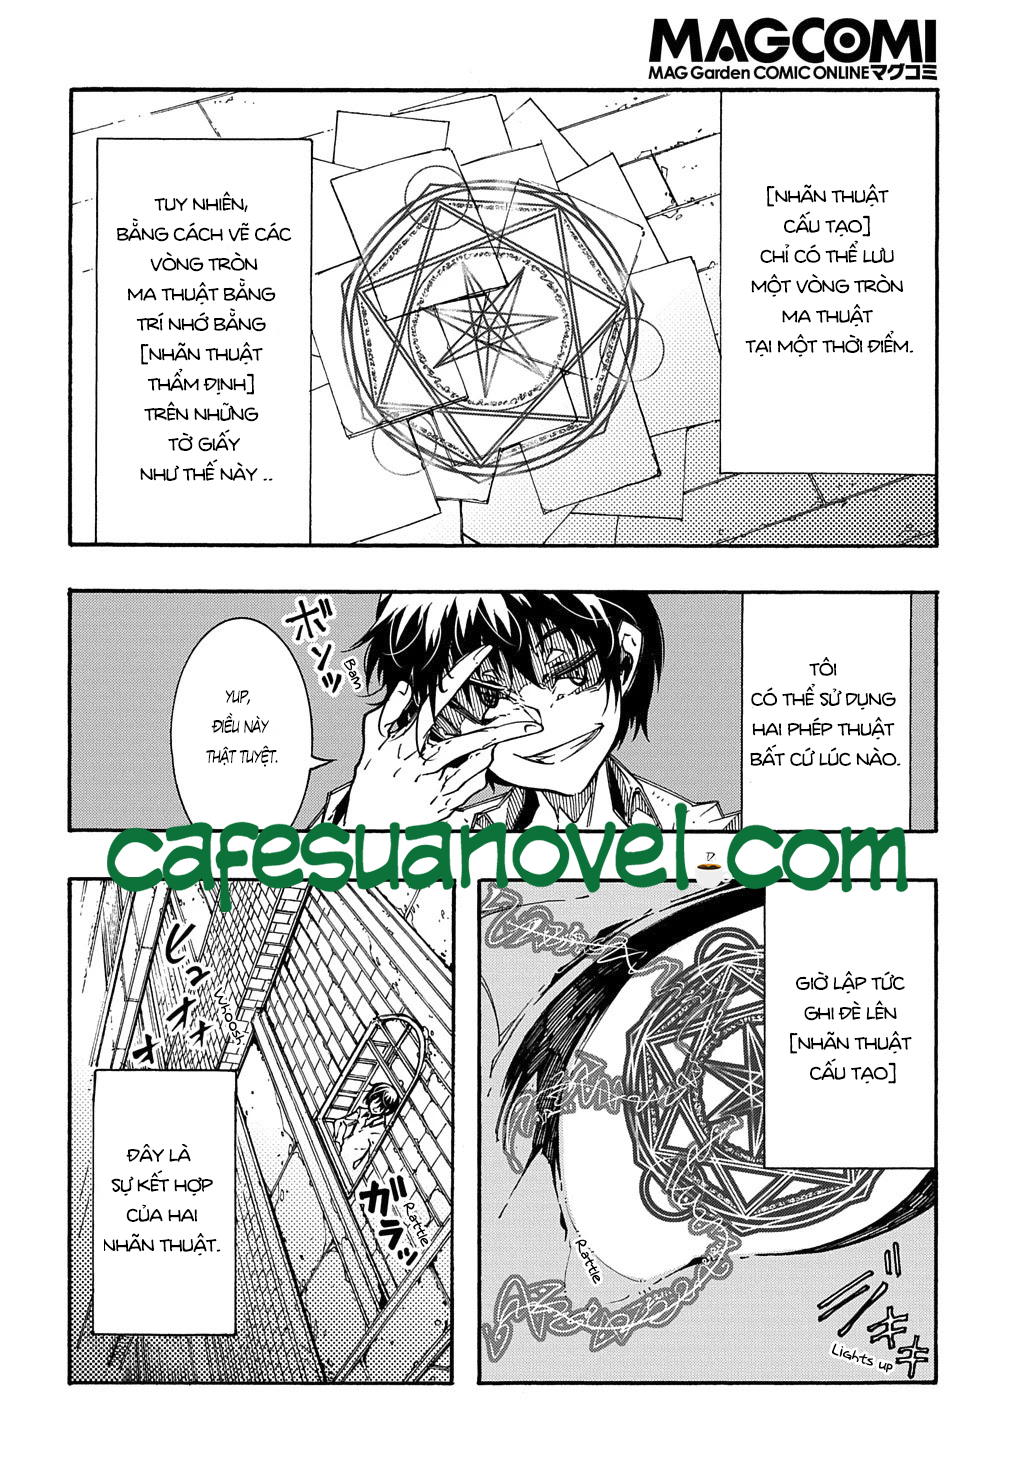 MAGCOMI
MAG Garden COMIC ONLINE マグコミ
[NHÃN THUẬT
CẤU TẠO]
CHỈ CÓ THỂ LƯU
MỘT VÒNG TRÒN
MA THUẬT
TẠI MỘT THỜI ĐIỂM.
TUY NHIÊN,
BẰNG CÁCH VẼ CÁC
VÒNG TRÒN
MA THUẬT BẰNG
TRÍ NHỚ BẰNG
[NHÃN THUẬT
THẨM ĐỊNH]
TRÊN NHỮNG
TỜ GIẤY
NHƯ THẾ NÀY ..
TÔI
CÓ THỂ SỬ DỤNG
HAI PHÉP THUẬT
BẤT CỨ LÚC NÀO.
ボンッ
Bam
YUP,
ĐIỀU NÀY
THẬT TUYỆT.
cafesuanovel.com
GIỜ LẬP TỨC
GHI ĐÈ LÊN
[NHÃN THUẬT
CẤU TẠO]
Rattle
ジキキ
Lights up
ヒュオォ
Whoosh
ガラッ
Rattle
ĐÂY LÀ
SỰ KẾT HỢP
CỦA HAI
NHÃN THUẬT.